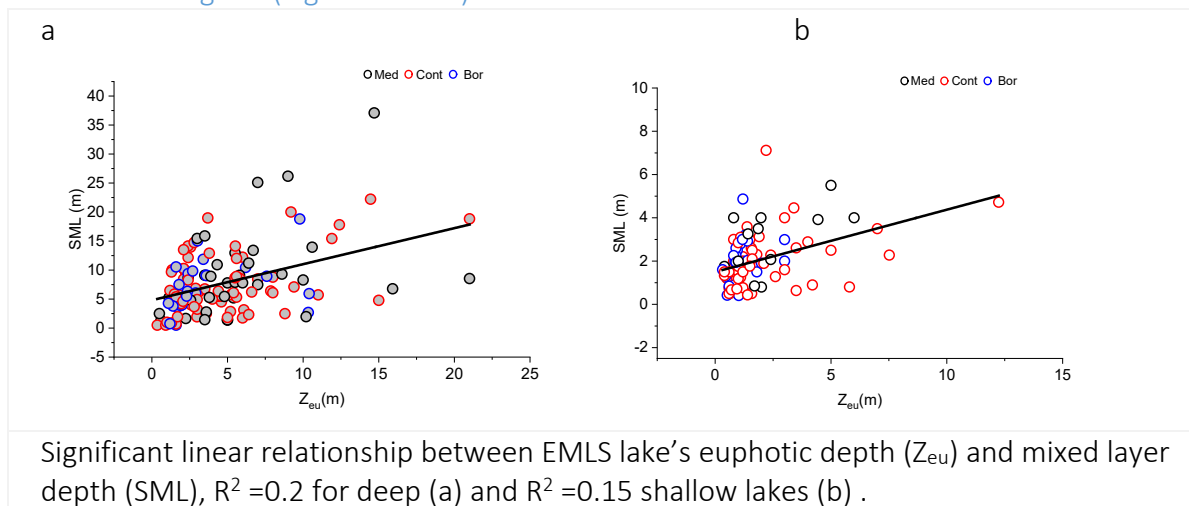 a
b
Med Cont Bor
40
35
30
25
20
15
10
5
0
-5
SML (m)
0 5 10 15 20 25
Zeu(m)
Med Cont Bor
10
8
6
4
2
0
-2
SML (m)
0 5 10 15
Zeu(m)
Significant linear relationship between EMLS lake’s euphotic depth (Zeu) and mixed layer
depth (SML), R² =0.2 for deep (a) and R² =0.15 shallow lakes (b) .